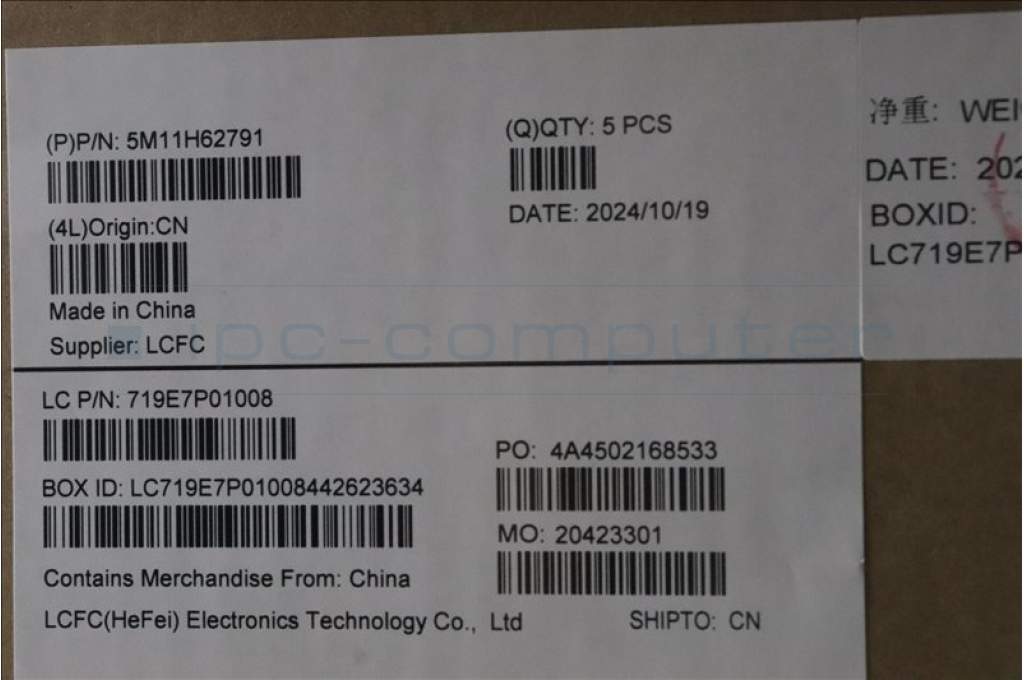 (P)P/N: 5M11H62791
(Q)QTY: 5 PCS
(4L)Origin:CN
DATE: 2024/10/19
Made in China
Supplier: LCFC
LC P/N: 719E7P01008
PO: 4A4502168533
BOX ID: LC719E7P01008442623634
MO: 20423301
Contains Merchandise From: China
LCFC(HeFei) Electronics Technology Co., Ltd
SHIPTO: CN
净重: WEI
DATE: 202
BOXID:
LC719E7P
ipc-computer